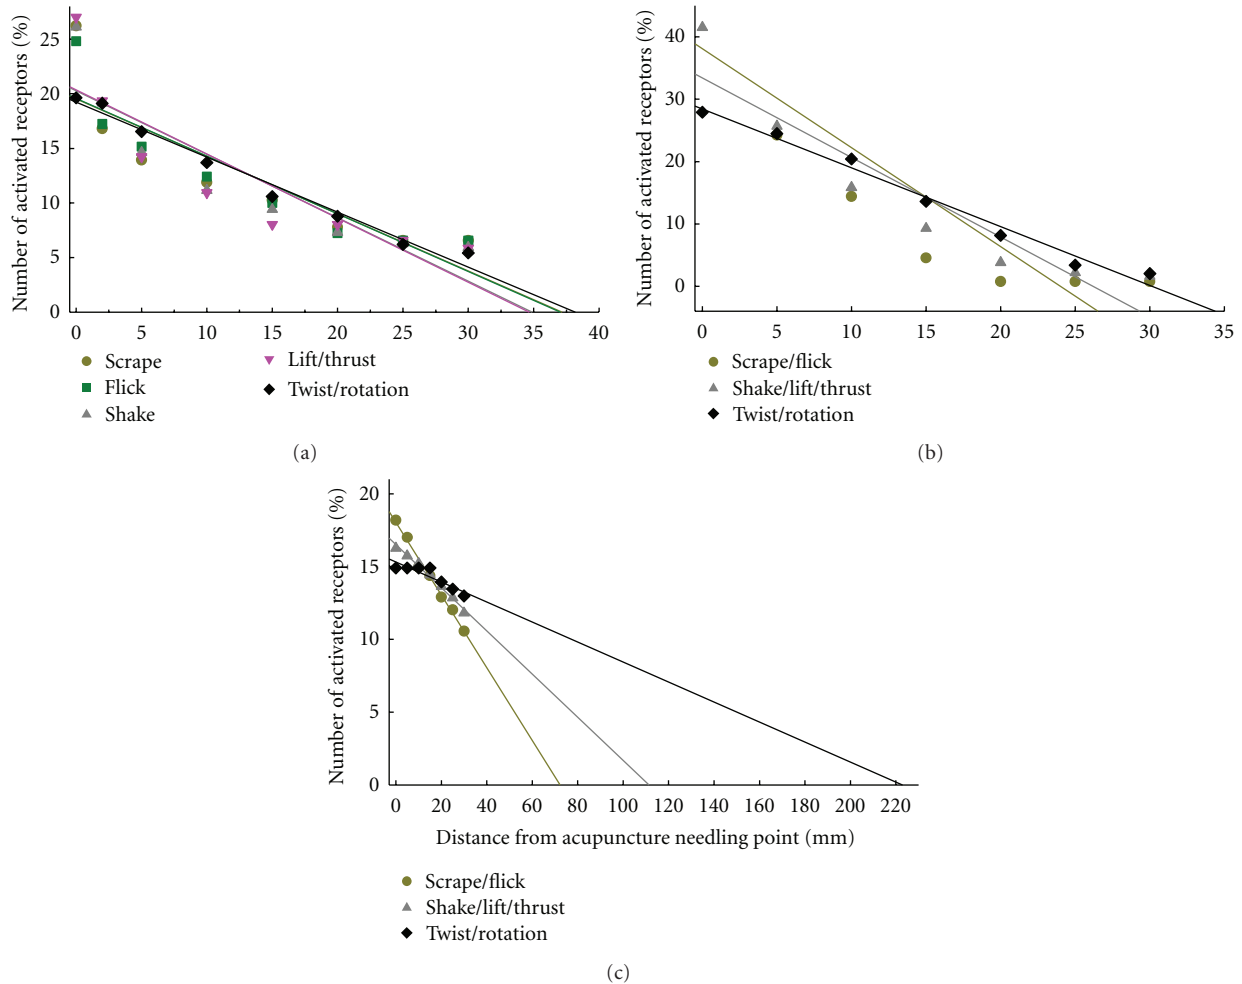 Number of activated receptors (%)
25
20
15
10
5
0
0 5 10 15 20 25 30 35 40
Scrape
Flick
Shake
Lift/thrust
Twist/rotation
(a)
Number of activated receptors (%)
40
30
20
10
0
0 5 10 15 20 25 30 35
Scrape/flick
Shake/lift/thrust
Twist/rotation
(b)
Number of activated receptors (%)
20
15
10
5
0
0 20 40 60 80 100 120 140 160 180 200 220
Distance from acupuncture needling point (mm)
Scrape/flick
Shake/lift/thrust
Twist/rotation
(c)